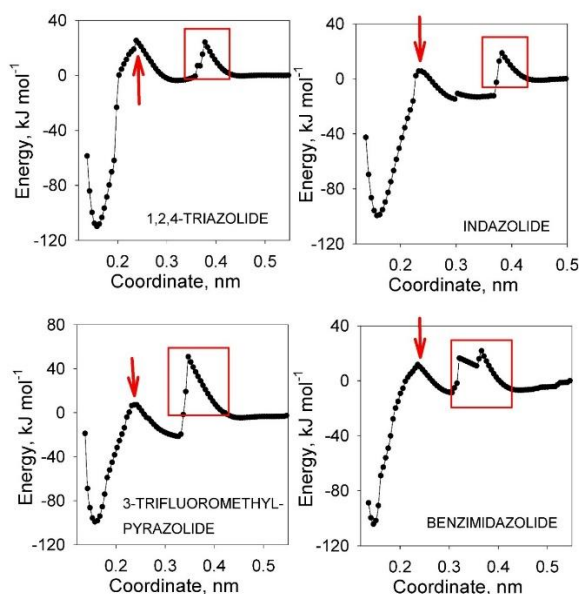 Energy, kJ mol⁻¹
40
0
-40
-80
-120
1,2,4-TRIAZOLIDE
0.2 0.3 0.4 0.5
Coordinate, nm
Energy, kJ mol⁻¹
40
0
-40
-80
-120
INDAZOLIDE
0.2 0.3 0.4 0.5
Coordinate, nm
Energy, kJ mol⁻¹
80
40
0
-40
-80
-120
3-TRIFLUOROMETHYL-
PYRAZOLIDE
0.2 0.3 0.4 0.5
Coordinate, nm
Energy, kJ mol⁻¹
40
0
-40
-80
-120
BENZIMIDAZOLIDE
0.2 0.3 0.4 0.5
Coordinate, nm